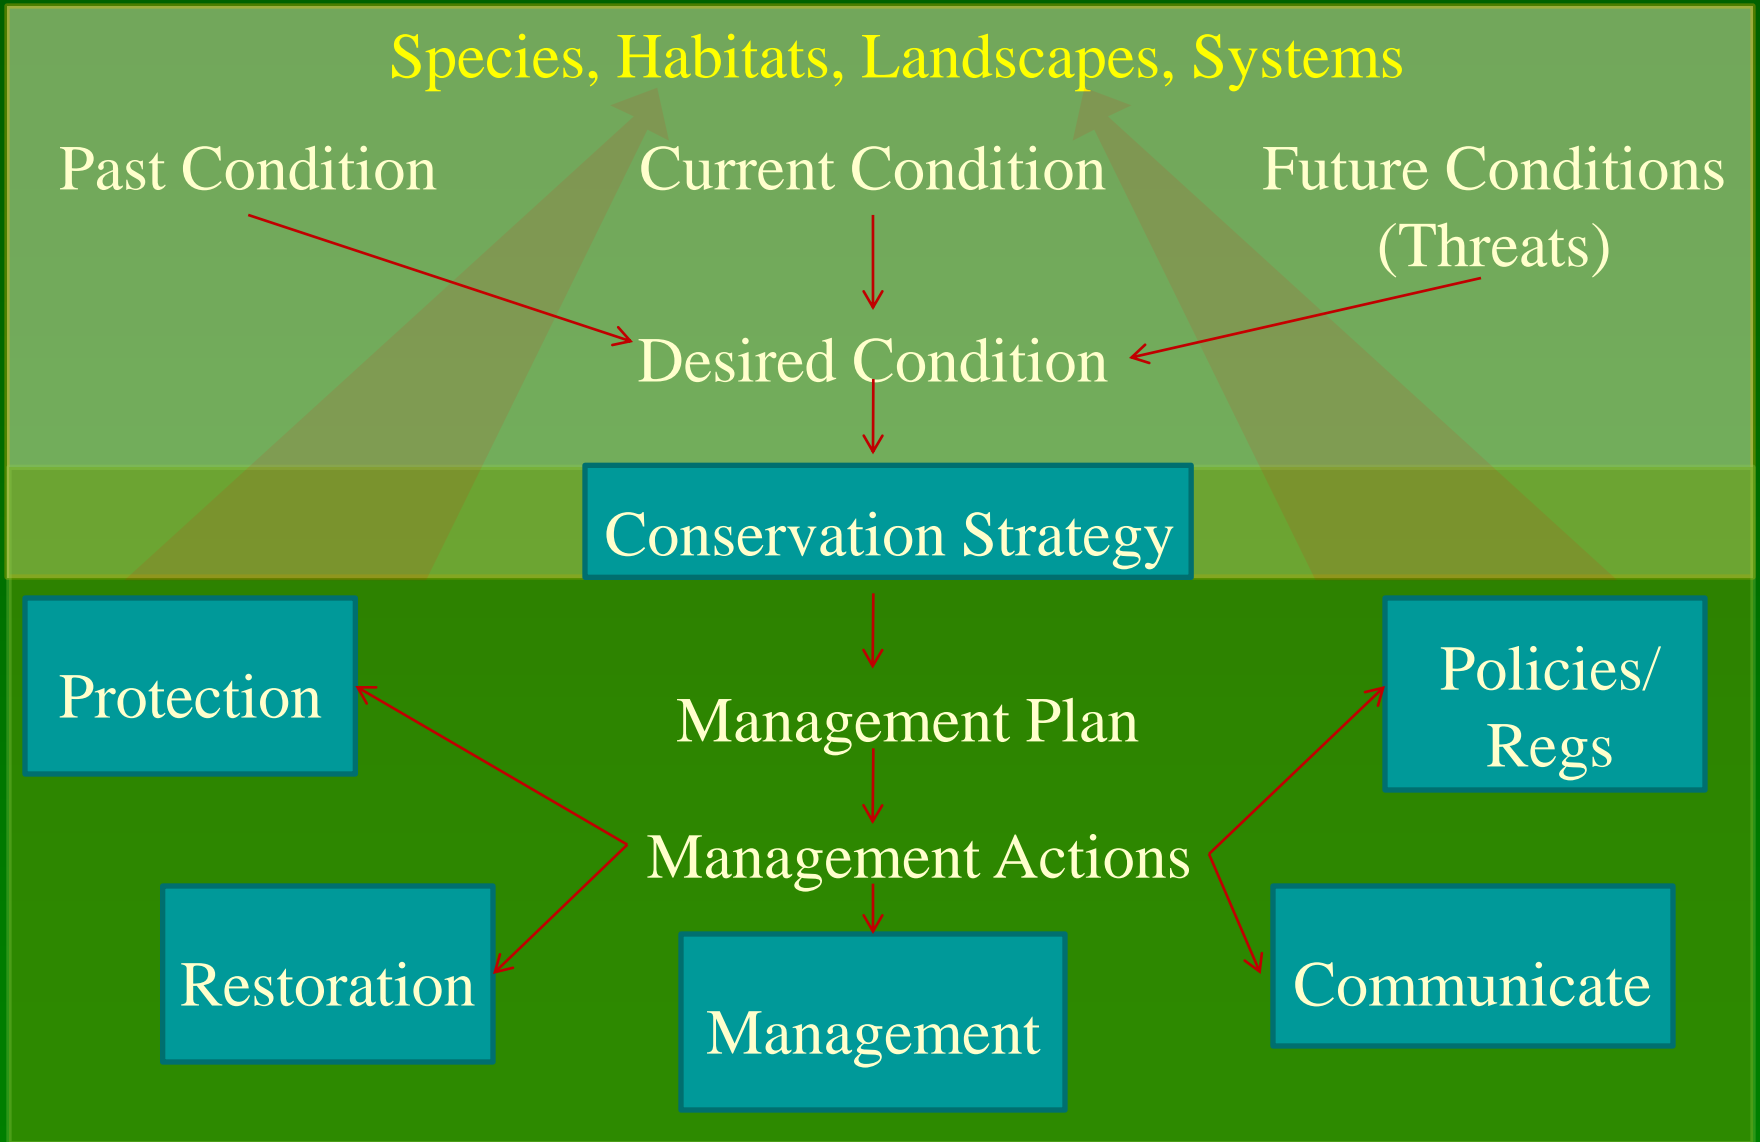 Species, Habitats, Landscapes, Systems
Past Condition
Current Condition
Future Conditions
(Threats)
Desired Condition
Conservation Strategy
Protection
Policies/
Regs
Management Plan
Management Actions
Restoration
Management
Communicate